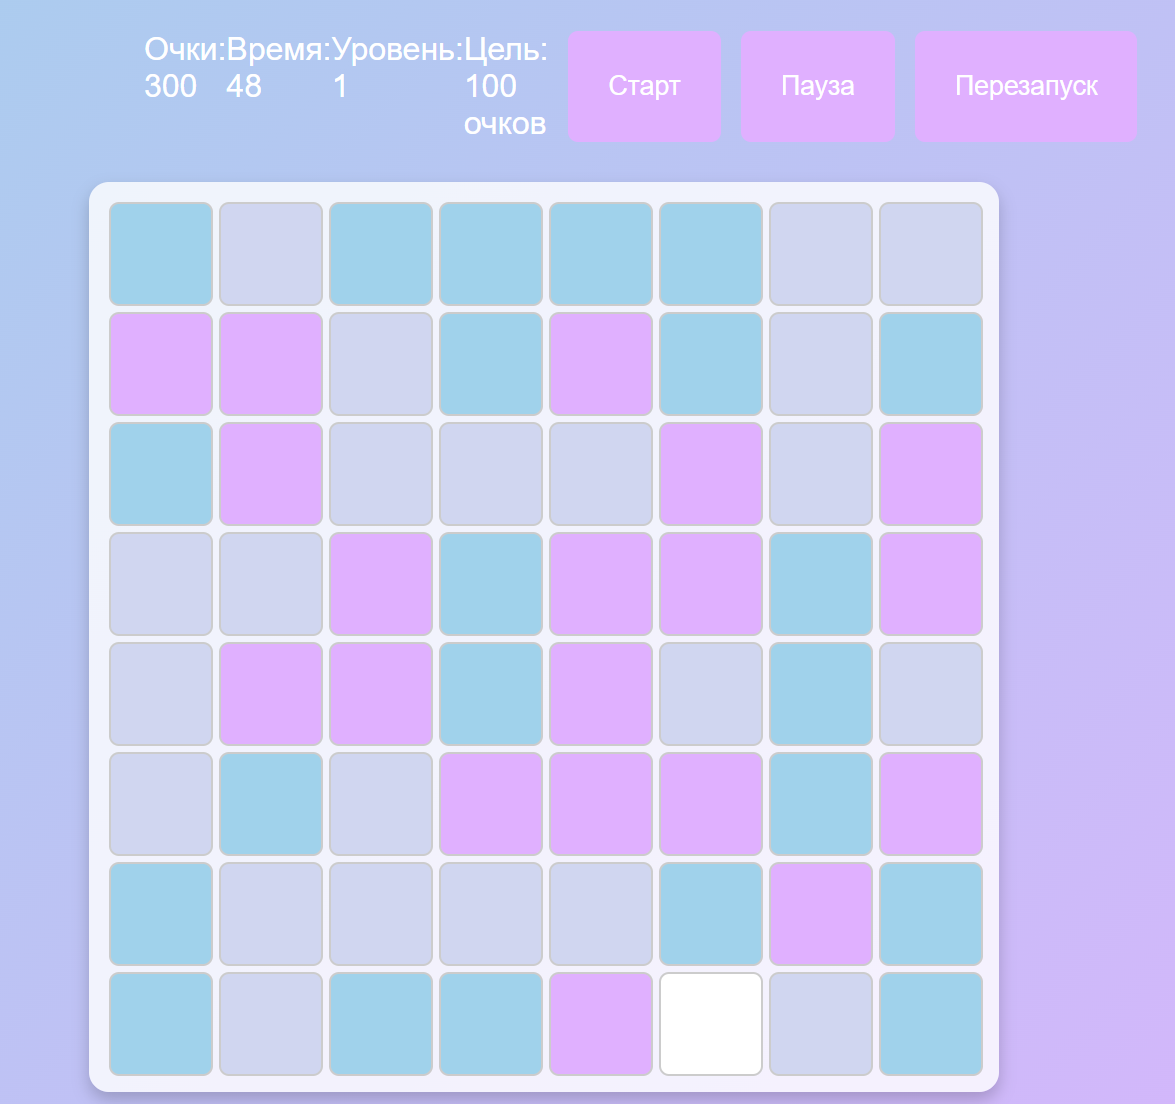 Очки:Время:Уровень:Цель:
300 48 1 100
очков
Старт
Пауза
Перезапуск